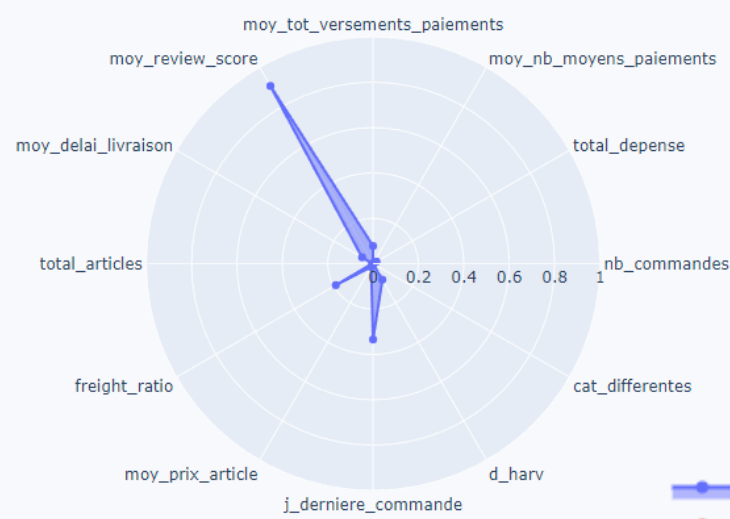 moy_tot_versements_paiements
moy_review_score
moy_nb_moyens_paiements
moy_delai_livraison
total_depense
total_articles
nb_commandes
0
0.2
0.4
0.6
0.8
1
freight_ratio
cat_differentes
moy_prix_article
d_harv
j_derniere_commande